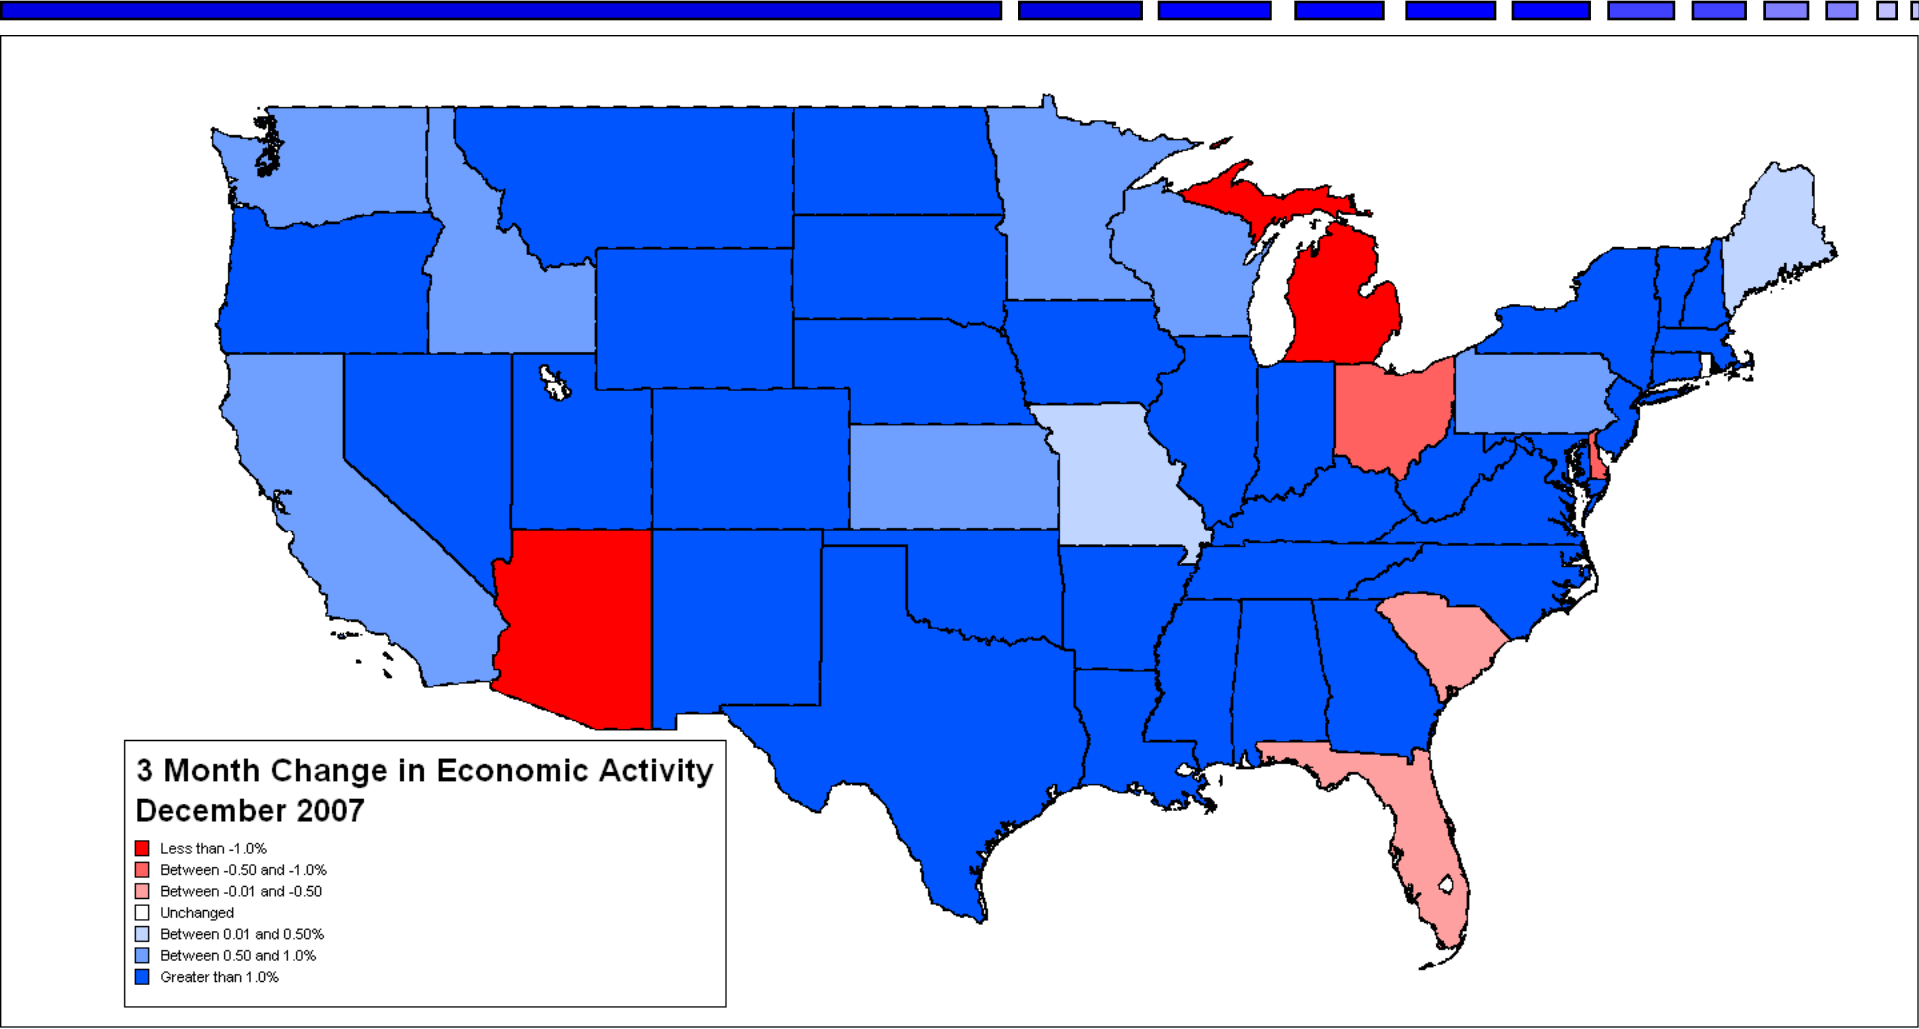 3 Month Change in Economic Activity
December 2007
Less than -1.0%
Between -0.50 and -1.0%
Between -0.01 and -0.50
Unchanged
Between 0.01 and 0.50%
Between 0.50 and 1.0%
Greater than 1.0%